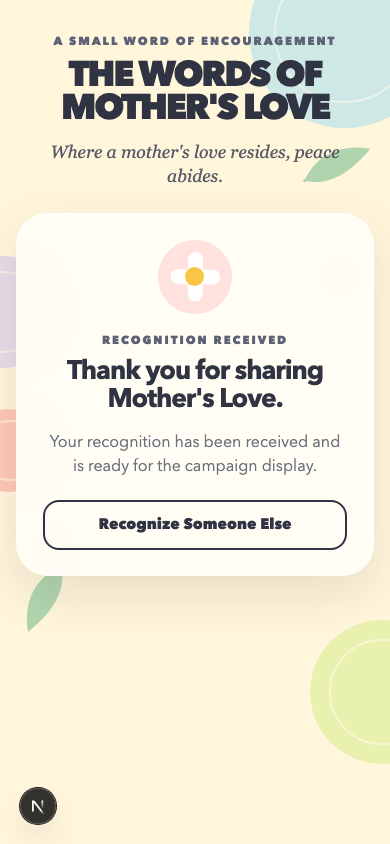 A SMALL WORD OF ENCOURAGEMENT
THE WORDS OF
MOTHER'S LOVE
Where a mother's love resides, peace
abides.
RECOGNITION RECEIVED
Thank you for sharing
Mother's Love.
Your recognition has been received and
is ready for the campaign display.
Recognize Someone Else
N